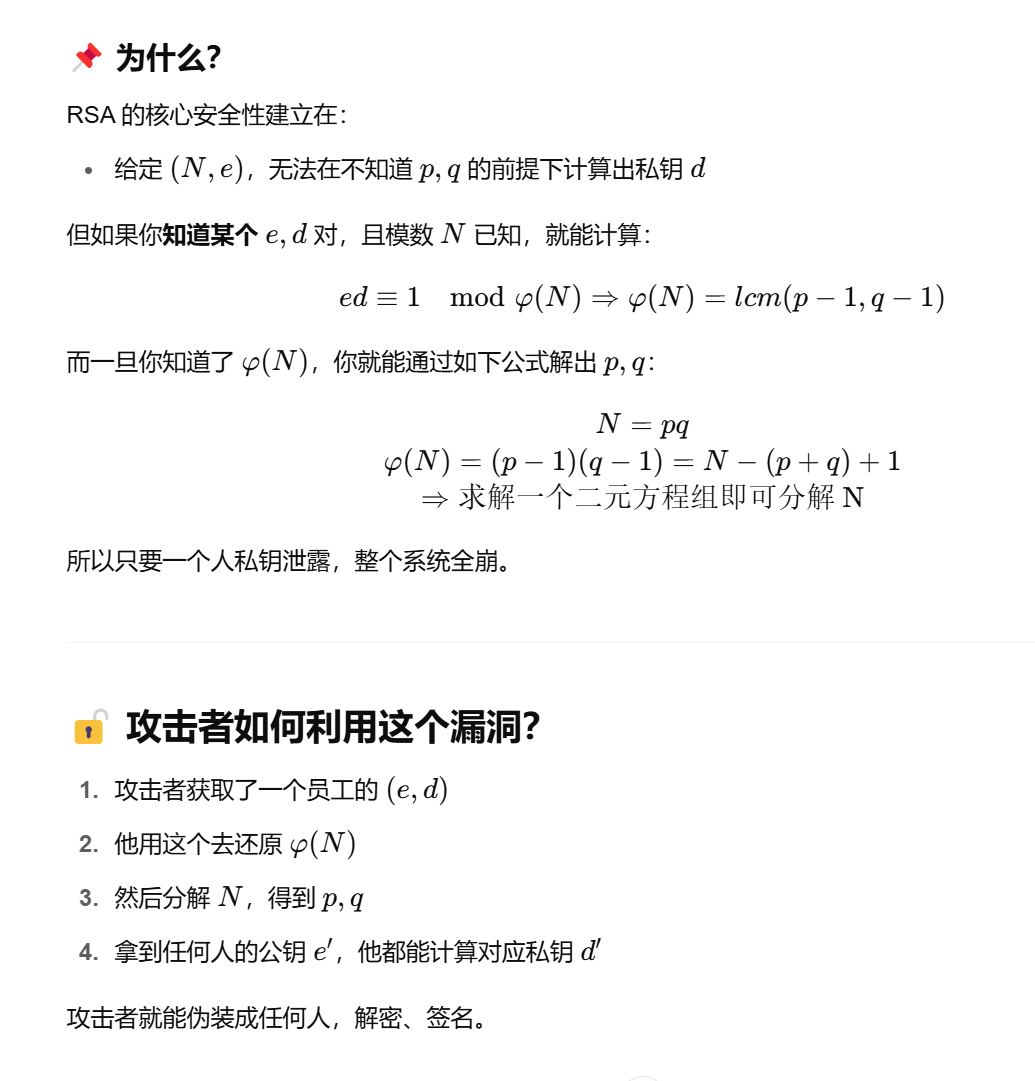 📌 为什么？
RSA 的核心安全性建立在：
• 给定 (N, e)，无法在不知道 p, q 的前提下计算出私钥 d
但如果你知道某个 e, d 对，且模数 N 已知，就能计算：
ed ≡ 1 mod φ(N) ⇒ φ(N) = lcm(p − 1, q − 1)
而一旦你知道了 φ(N)，你就能通过如下公式解出 p, q：
N = pq
φ(N) = (p − 1)(q − 1) = N − (p + q) + 1
⇒ 求解一个二元方程组即可分解 N
所以只要一个人私钥泄露，整个系统全崩。
🔓 攻击者如何利用这个漏洞？
1. 攻击者获取了一个员工的 (e, d)
2. 他用这个去还原 φ(N)
3. 然后分解 N，得到 p, q
4. 拿到任何人的公钥 e′，他都能计算对应私钥 d′
攻击者就能伪装成任何人，解密、签名。